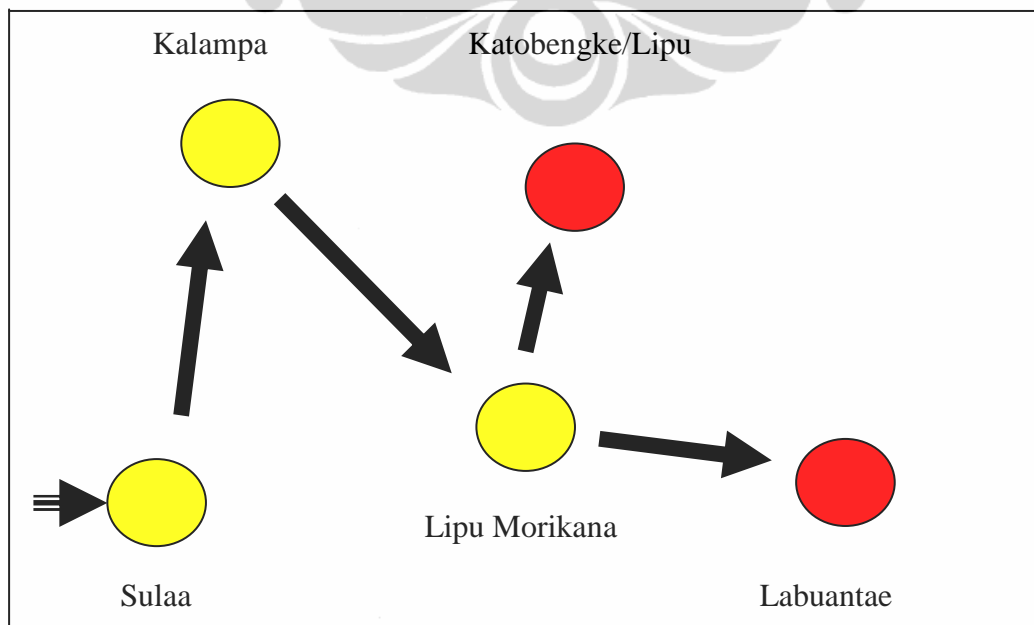 Kalampa
Katobengke/Lipu
Lipu Morikana
Sulaa
Labuantae